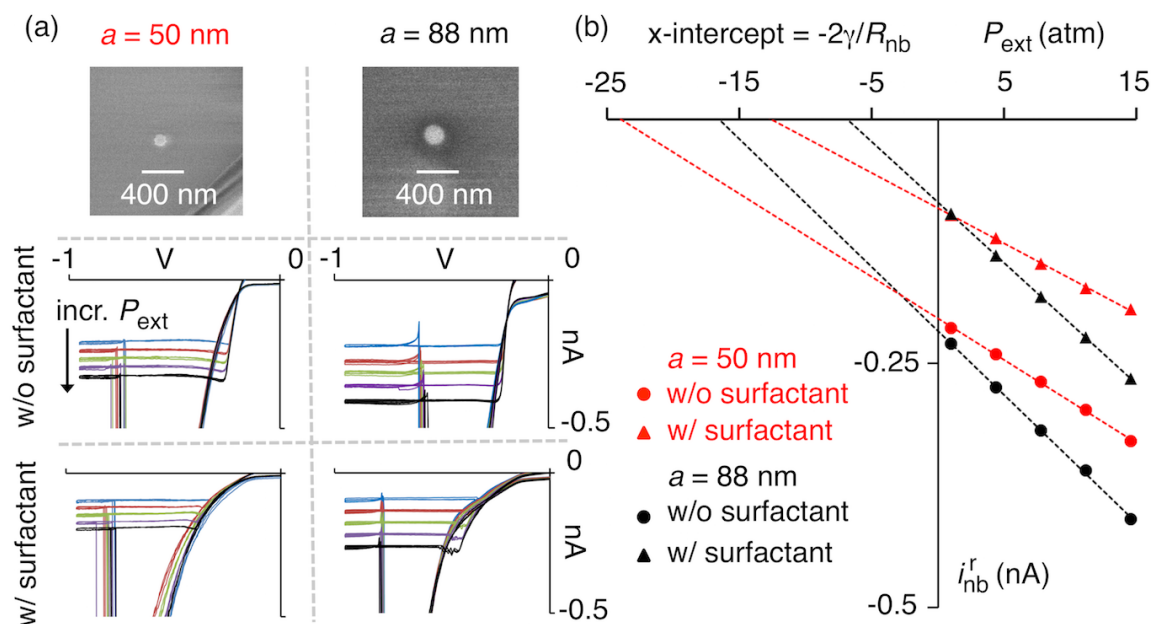 (a)
a = 50 nm
a = 88 nm
400 nm
400 nm
w/o surfactant
-1
V
0
incr. Pext
-1
V
0
nA
-0.5
w/ surfactant
0
nA
-0.5
(b)
x-intercept = -2γ/Rnb
Pext (atm)
-25
-15
-5
5
15
-0.25
a = 50 nm
w/o surfactant
w/ surfactant
a = 88 nm
w/o surfactant
w/ surfactant
i r nb (nA)
-0.5